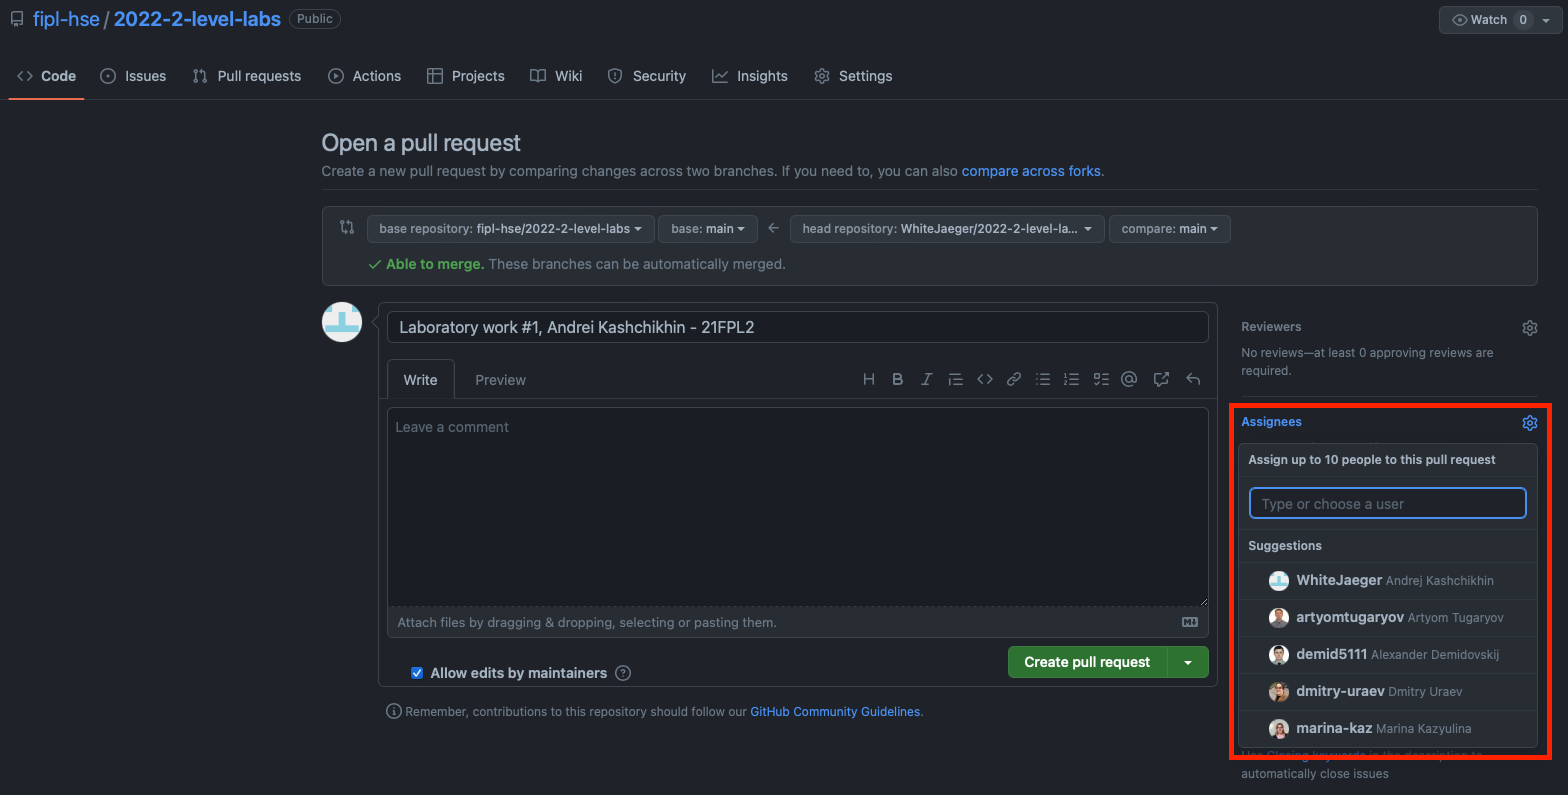 fipl-hse / 2022-2-level-labs Public
Watch 0
Code Issues Pull requests Actions Projects Wiki Security Insights Settings
Open a pull request
Create a new pull request by comparing changes across two branches. If you need to, you can also compare across forks.
base repository: fipl-hse/2022-2-level-labs base: main ← head repository: WhiteJaeger/2022-2-level-la... compare: main
Able to merge. These branches can be automatically merged.
Laboratory work #1, Andrei Kashchikhin - 21FPL2
Write Preview
Leave a comment
Attach files by dragging & dropping, selecting or pasting them.
Allow edits by maintainers
Create pull request
Remember, contributions to this repository should follow our GitHub Community Guidelines.
Reviewers
No reviews—at least 0 approving reviews are
required.
Assignees
Assign up to 10 people to this pull request
Type or choose a user
Suggestions
WhiteJaeger Andrej Kashchikhin
artyomtugaryov Artyom Tugaryov
demid5111 Alexander Demidovskij
dmitry-uraev Dmitry Uraev
marina-kaz Marina Kazyulina
Use Closing keywords in the description to
automatically close issues